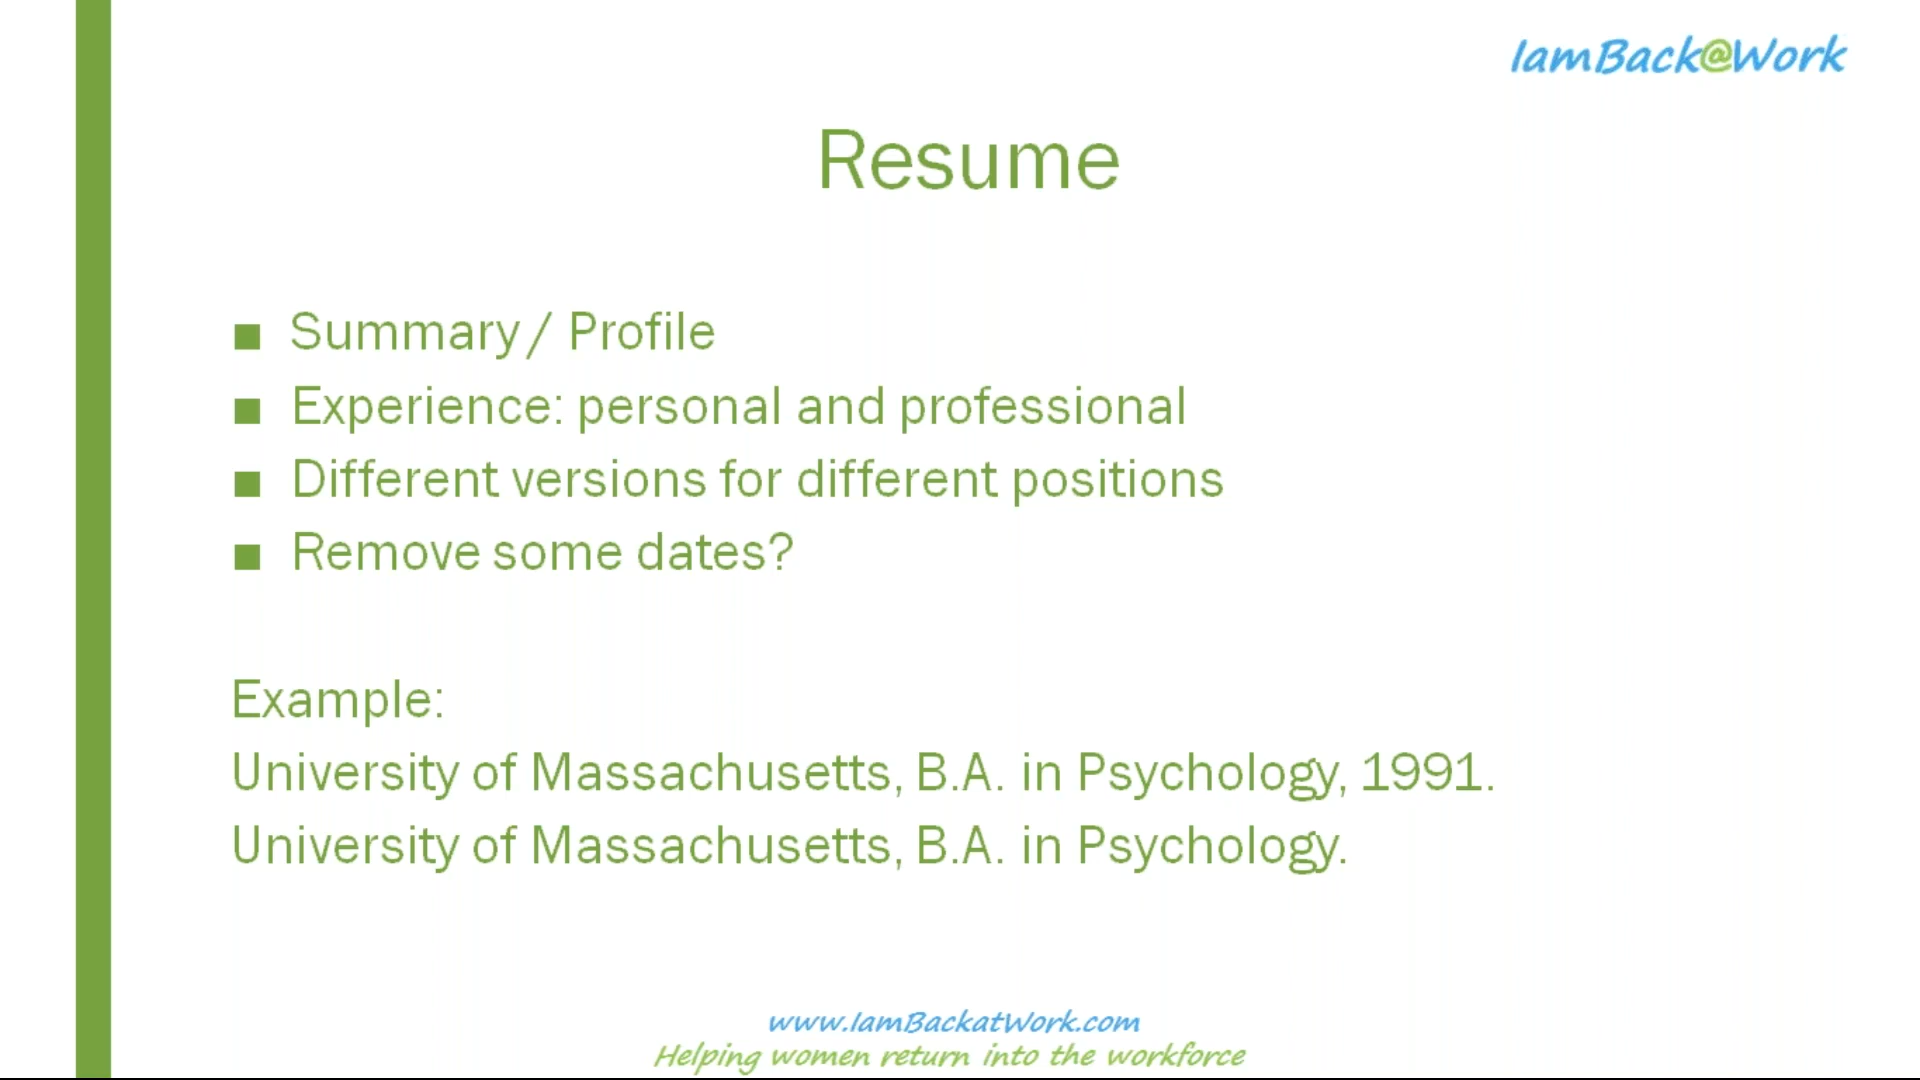 IamBack@Work
Resume
■ Summary / Profile
■ Experience: personal and professional
■ Different versions for different positions
■ Remove some dates?
Example:
University of Massachusetts, B.A. in Psychology, 1991.
University of Massachusetts, B.A. in Psychology.
www.IamBackatWork.com
Helping women return into the workforce